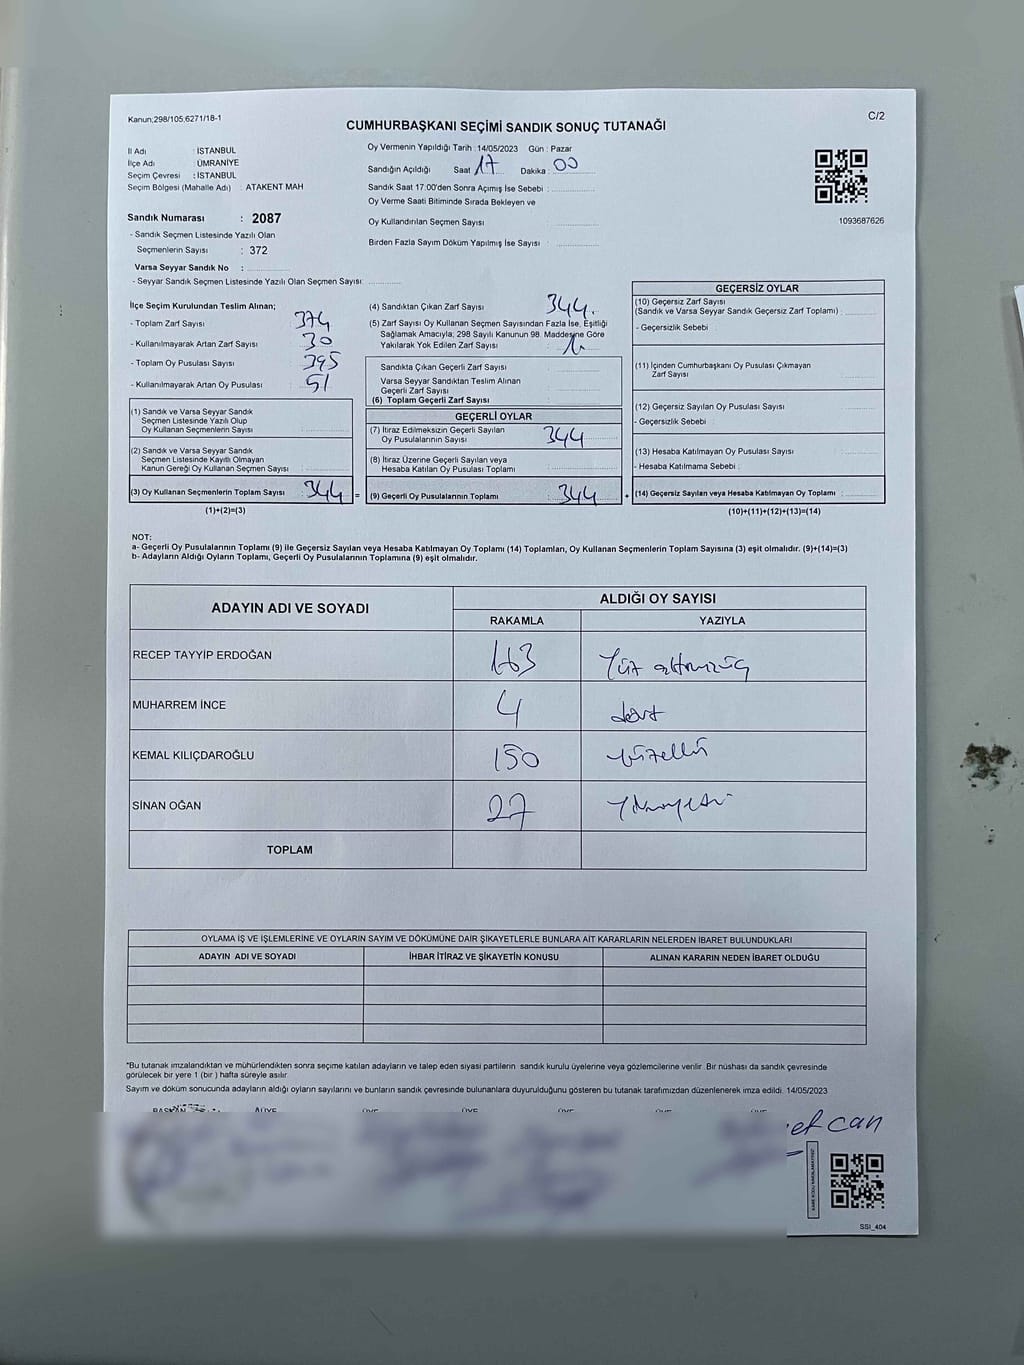 Kanun;298/105;6271/18-1
C/2
CUMHURBAŞKANI SEÇİMİ SANDIK SONUÇ TUTANAĞI
İl Adı : İSTANBUL
İlçe Adı : ÜMRANİYE
Seçim Çevresi : İSTANBUL
Seçim Bölgesi (Mahalle Adı) : ATAKENT MAH
Sandık Numarası : 2087
- Sandık Seçmen Listesinde Yazılı Olan
Seçmenlerin Sayısı : 372
Varsa Seyyar Sandık No :
- Seyyar Sandık Seçmen Listesinde Yazılı Olan Seçmen Sayısı:
Oy Vermenin Yapıldığı Tarih : 14/05/2023 Gün : Pazar
Sandığın Açıldığı Saat 17 Dakika : 00
Sandık Saat 17:00'den Sonra Açımış İse Sebebi :
Oy Verme Saati Bitiminde Sırada Bekleyen ve
Oy Kullandırılan Seçmen Sayısı :
Birden Fazla Sayım Döküm Yapılmış İse Sayısı :
1093687626
İlçe Seçim Kurulundan Teslim Alınan;
- Toplam Zarf Sayısı : 374
- Kullanılmayarak Artan Zarf Sayısı : 30
- Toplam Oy Pusulası Sayısı : 395
- Kullanılmayarak Artan Oy Pusulası : 51
(1) Sandık ve Varsa Seyyar Sandık
Seçmen Listesinde Yazılı Olup
Oy Kullanan Seçmenlerin Sayısı :
(2) Sandık ve Varsa Seyyar Sandık
Seçmen Listesinde Kayıtlı Olmayan
Kanun Gereği Oy Kullanan Seçmen Sayısı :
(3) Oy Kullanan Seçmenlerin Toplam Sayısı : 344 =
(1)+(2)=(3)
(4) Sandıktan Çıkan Zarf Sayısı : 344.
(5) Zarf Sayısı Oy Kullanan Seçmen Sayısından Fazla İse, Eşitliği
Sağlamak Amacıyla; 298 Sayılı Kanunun 98. Maddesine Göre
Yakılarak Yok Edilen Zarf Sayısı :
Sandıkta Çıkan Geçerli Zarf Sayısı :
Varsa Seyyar Sandıktan Teslim Alınan
Geçerli Zarf Sayısı :
(6) Toplam Geçerli Zarf Sayısı :
GEÇERLİ OYLAR
(7) İtiraz Edilmeksizin Geçerli Sayılan
Oy Pusulalarının Sayısı : 344
(8) İtiraz Üzerine Geçerli Sayılan veya
Hesaba Katılan Oy Pusulası Toplamı :
(9) Geçerli Oy Pusulalarının Toplamı : 344 +
GEÇERSİZ OYLAR
(10) Geçersiz Zarf Sayısı
(Sandık ve Varsa Seyyar Sandık Geçersiz Zarf Toplamı) :
- Geçersizlik Sebebi :
(11) İçinden Cumhurbaşkanı Oy Pusulası Çıkmayan
Zarf Sayısı :
(12) Geçersiz Sayılan Oy Pusulası Sayısı :
- Geçersizlik Sebebi :
(13) Hesaba Katılmayan Oy Pusulası Sayısı :
- Hesaba Katılmama Sebebi :
(14) Geçersiz Sayılan veya Hesaba Katılmayan Oy Toplamı :
(10)+(11)+(12)+(13)=(14)
NOT:
a- Geçerli Oy Pusulalarının Toplamı (9) ile Geçersiz Sayılan veya Hesaba Katılmayan Oy Toplamı (14) Toplamları, Oy Kullanan Seçmenlerin Toplam Sayısına (3) eşit olmalıdır. (9)+(14)=(3)
b- Adayların Aldığı Oyların Toplamı, Geçerli Oy Pusulalarının Toplamına (9) eşit olmalıdır.
ADAYIN ADI VE SOYADI
ALDIĞI OY SAYISI
RAKAMLA YAZIYLA
RECEP TAYYİP ERDOĞAN 163 Yüz altmışüç
MUHARREM İNCE 4 dört
KEMAL KILIÇDAROĞLU 150 yüzelli
SİNAN OĞAN 27 Yirmiyedi
TOPLAM
OYLAMA İŞ VE İŞLEMLERİNE VE OYLARIN SAYIM VE DÖKÜMÜNE DAİR ŞİKAYETLERLE BUNLARA AİT KARARLARIN NELERDEN İBARET BULUNDUKLARI
ADAYIN ADI VE SOYADI İHBAR İTİRAZ VE ŞİKAYETİN KONUSU ALINAN KARARIN NEDEN İBARET OLDUĞU
*Bu tutanak imzalandıktan ve mühürlendikten sonra seçime katılan adayların ve talep eden siyasi partilerin sandık kurulu üyelerine veya gözlemcilerine verilir. Bir nüshası da sandık çevresinde
görülecek bir yere 1 (bir ) hafta süreyle asılır.
Sayım ve döküm sonucunda adayların aldığı oyların sayılarını ve bunların sandık çevresinde bulunanlara duyurulduğunu gösteren bu tutanak tarafımızdan düzenlenerek imza edildi. 14/05/2023
BAŞKAN ÜYE ÜYE ÜYE ÜYE ÜYE ÜYE
can
SSI_404